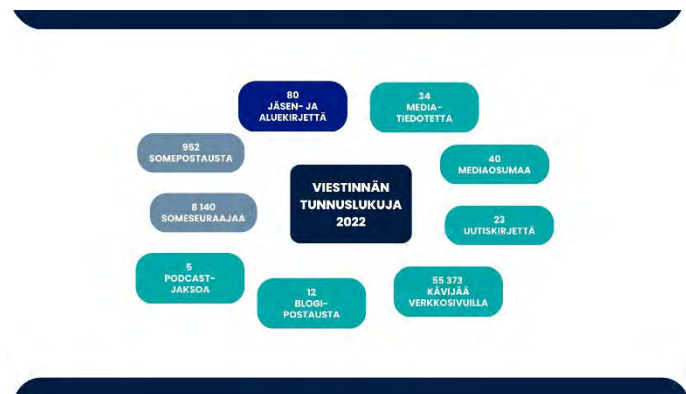 80
JÄSEN- JA
ALUEKIRJETTÄ
34
MEDIA-
TIEDOTETTA
952
SOMEPOSTAUSTA
40
MEDIAOSUMAA
VIESTINNÄN
TUNNUSLUKUJA
2022
8 140
SOMESEURAAJAA
23
UUTISKIRJETTÄ
5
PODCAST-
JAKSOA
12
BLOGI-
POSTAUSTA
55 373
KÄVIJÄÄ
VERKKOSIVUILLA